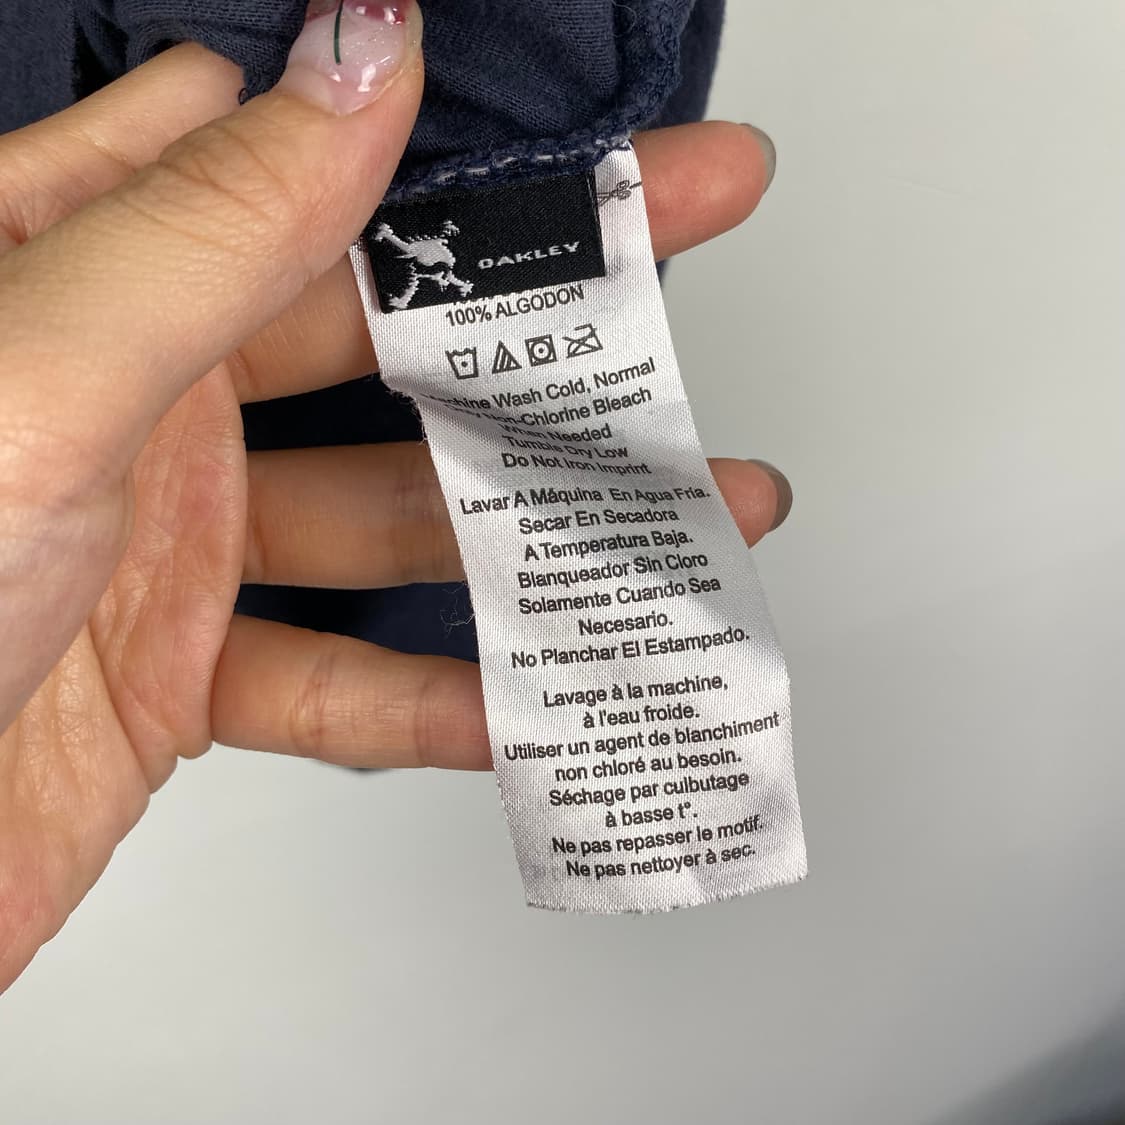 OAKLEY
100% ALGODON
Machine Wash Cold, Normal
Only Non-Chlorine Bleach
When Needed
Tumble Dry Low
Do Not Iron Imprint
Lavar A Máquina En Agua Fria.
Secar En Secadora
A Temperatura Baja.
Blanqueador Sin Cloro
Solamente Cuando Sea
Necesario.
No Planchar El Estampado.
Lavage à la machine,
à l'eau froide.
Utiliser un agent de blanchiment
non chloré au besoin.
Séchage par culbutage
à basse t°.
Ne pas repasser le motif.
Ne pas nettoyer à sec.